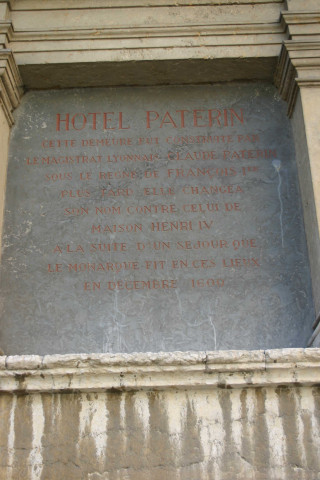 HOTEL PATERIN
CETTE DEMEURE FUT CONSTRUITE PAR
LE MAGISTRAT LYONNAIS CLAUDE PATERIN
SOUS LE REGNE DE FRANÇOIS 1er
PLUS TARD ELLE CHANGEA
SON NOM CONTRE CELUI DE
MAISON HENRI IV
A LA SUITE D'UN SEJOUR QUE
LE MONARQUE FIT EN CES LIEUX
EN DECEMBRE 1600